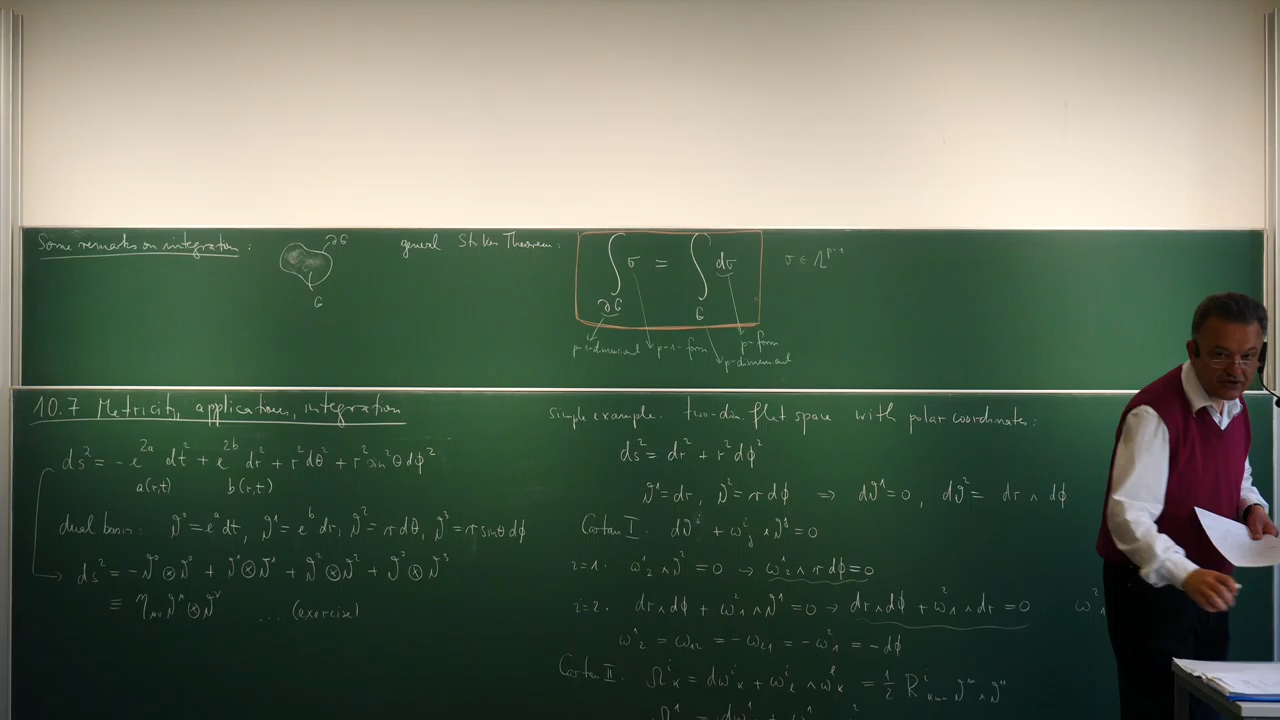 Some remarks on integration:
∂G
G
general Stokes Theorem:
∫_{∂G} σ = ∫_G dσ
σ ∈ Λ^{p-1}
p-1-dimensional
p-1-form
p-form
p-dimensional
10.7 Metricity, applications, integration
ds² = -e^{2a} dt² + e^{2b} dr² + r² dθ² + r² sin²θ dϕ²
a(r,t) b(r,t)
dual basis: ϑ⁰ = e^a dt, ϑ¹ = e^b dr, ϑ² = r dθ, ϑ³ = r sinθ dϕ
ds² = -ϑ⁰⊗ϑ⁰ + ϑ¹⊗ϑ¹ + ϑ²⊗ϑ² + ϑ³⊗ϑ³
≡ η_{μν} ϑ^μ ⊗ ϑ^ν .... (exercise)
simple example: two-dim flat space with polar coordinates:
ds² = dr² + r² dϕ²
ϑ¹ = dr, ϑ² = r dϕ ⇒ dϑ¹ = 0, dϑ² = dr ∧ dϕ
Cartan I: dϑ^i + ω^i_j ∧ ϑ^j = 0
i=1: ω¹₂ ∧ ϑ² = 0 → ω¹₂ ∧ r dϕ = 0
i=2: dr∧dϕ + ω²₁ ∧ ϑ¹ = 0 → dr∧dϕ + ω²₁ ∧ dr = 0
ω¹₂ = ω₁₂ = -ω₂₁ = -ω²₁ = -dϕ
Cartan II: Ω^i_k = dω^i_k + ω^i_l ∧ ω^l_k = 1/2 R^i_{kmn} ϑ^m ∧ ϑ^n